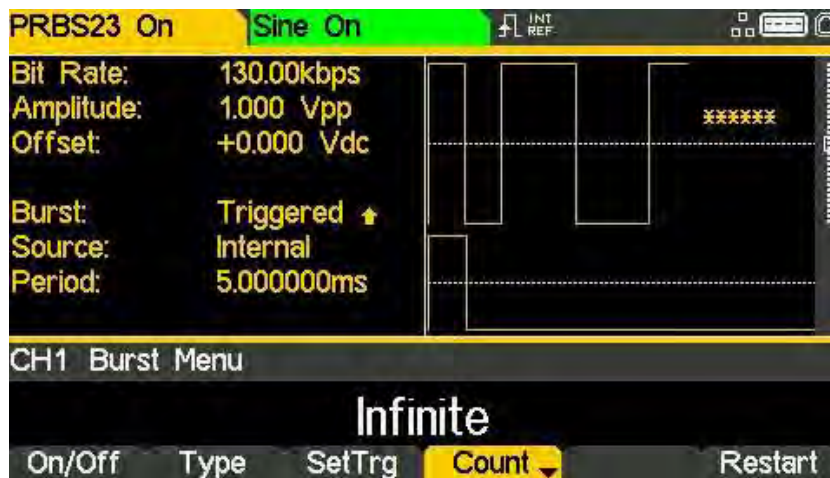 PRBS23 On Sine On INT REF
Bit Rate: 130.00kbps
Amplitude: 1.000 Vpp
Offset: +0.000 Vdc
××××××
Burst: Triggered
Source: Internal
Period: 5.000000ms
CH1 Burst Menu
Infinite
On/Off Type SetTrg Count Restart